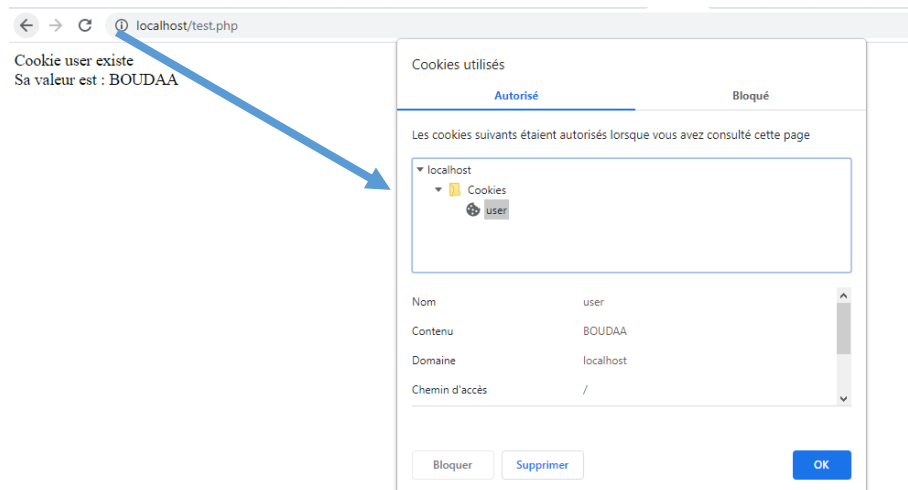 localhost/test.php
Cookie user existe
Sa valeur est : BOUDAA
Cookies utilisés
Autorisé
Bloqué
Les cookies suivants étaient autorisés lorsque vous avez consulté cette page
localhost
Cookies
user
Nom user
Contenu BOUDAA
Domaine localhost
Chemin d'accès /
Bloquer Supprimer OK